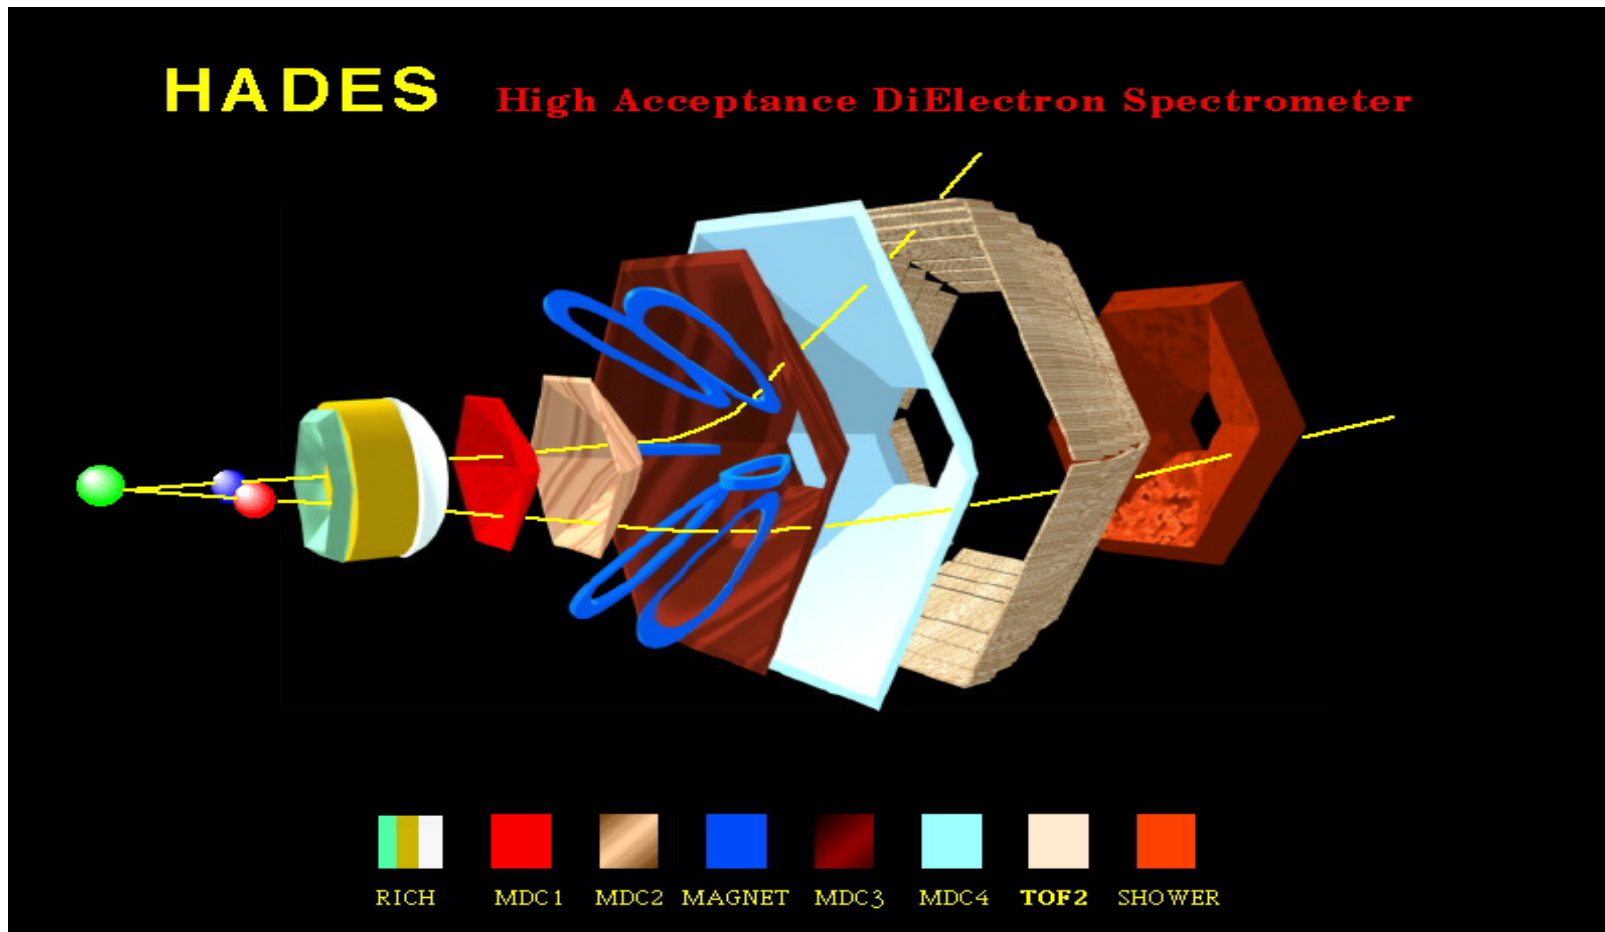 HADES High Acceptance DiElectron Spectrometer
RICH MDC1 MDC2 MAGNET MDC3 MDC4 TOF2 SHOWER